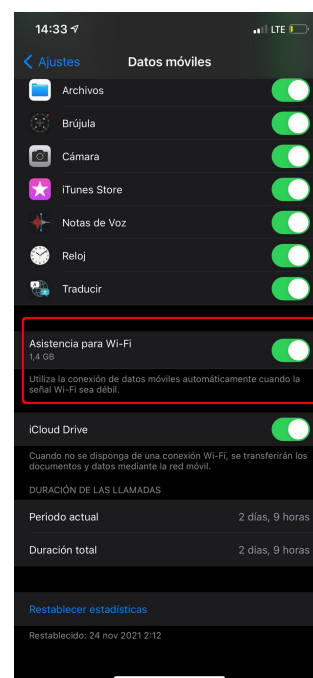 14:33
LTE
Ajustes
Datos móviles
Archivos
Brújula
Cámara
iTunes Store
Notas de Voz
Reloj
Traducir
Asistencia para Wi-Fi
1,4 GB
Utiliza la conexión de datos móviles automáticamente cuando la
señal Wi-Fi sea débil.
iCloud Drive
Cuando no se disponga de una conexión Wi-Fi, se transferirán los
documentos y datos mediante la red móvil.
DURACIÓN DE LAS LLAMADAS
Periodo actual 2 días, 9 horas
Duración total 2 días, 9 horas
Restablecer estadísticas
Restablecido: 24 nov 2021 2:12